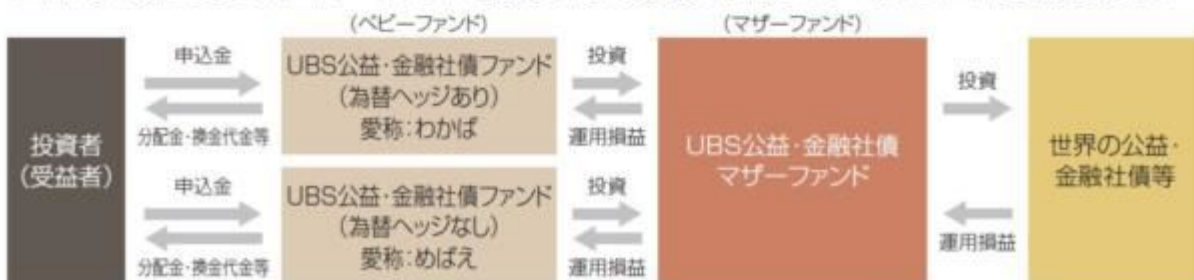 (ベビーファンド)
(マザーファンド)
投資者
(受益者)
申込金
分配金・換金代金等
申込金
分配金・換金代金等
UBS公益・金融社債ファンド
(為替ヘッジあり)
愛称:わかば
UBS公益・金融社債ファンド
(為替ヘッジなし)
愛称:めばえ
投資
運用損益
投資
運用損益
UBS公益・金融社債
マザーファンド
投資
運用損益
世界の公益・
金融社債等